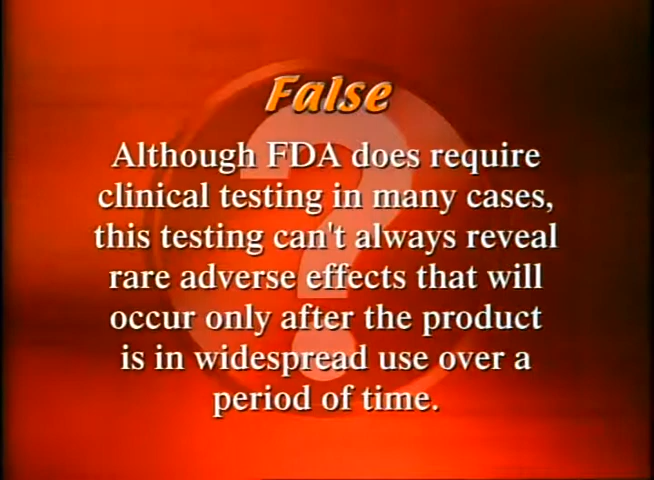 False
Although FDA does require
clinical testing in many cases,
this testing can't always reveal
rare adverse effects that will
occur only after the product
is in widespread use over a
period of time.